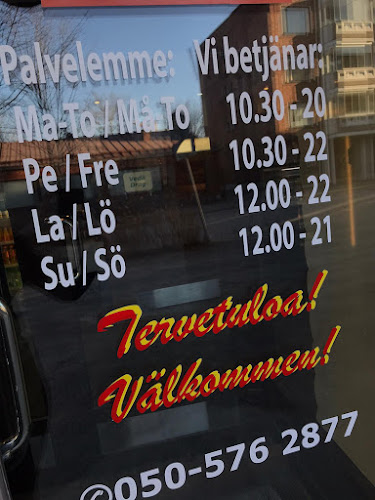 Palvelemme: Vi betjänar:
Ma-To / Må-To 10.30 - 20
Pe / Fre 10.30 - 22
La / Lö 12.00 - 22
Su / Sö 12.00 - 21
Tervetuloa!
Välkommen!
✆050-576 2877